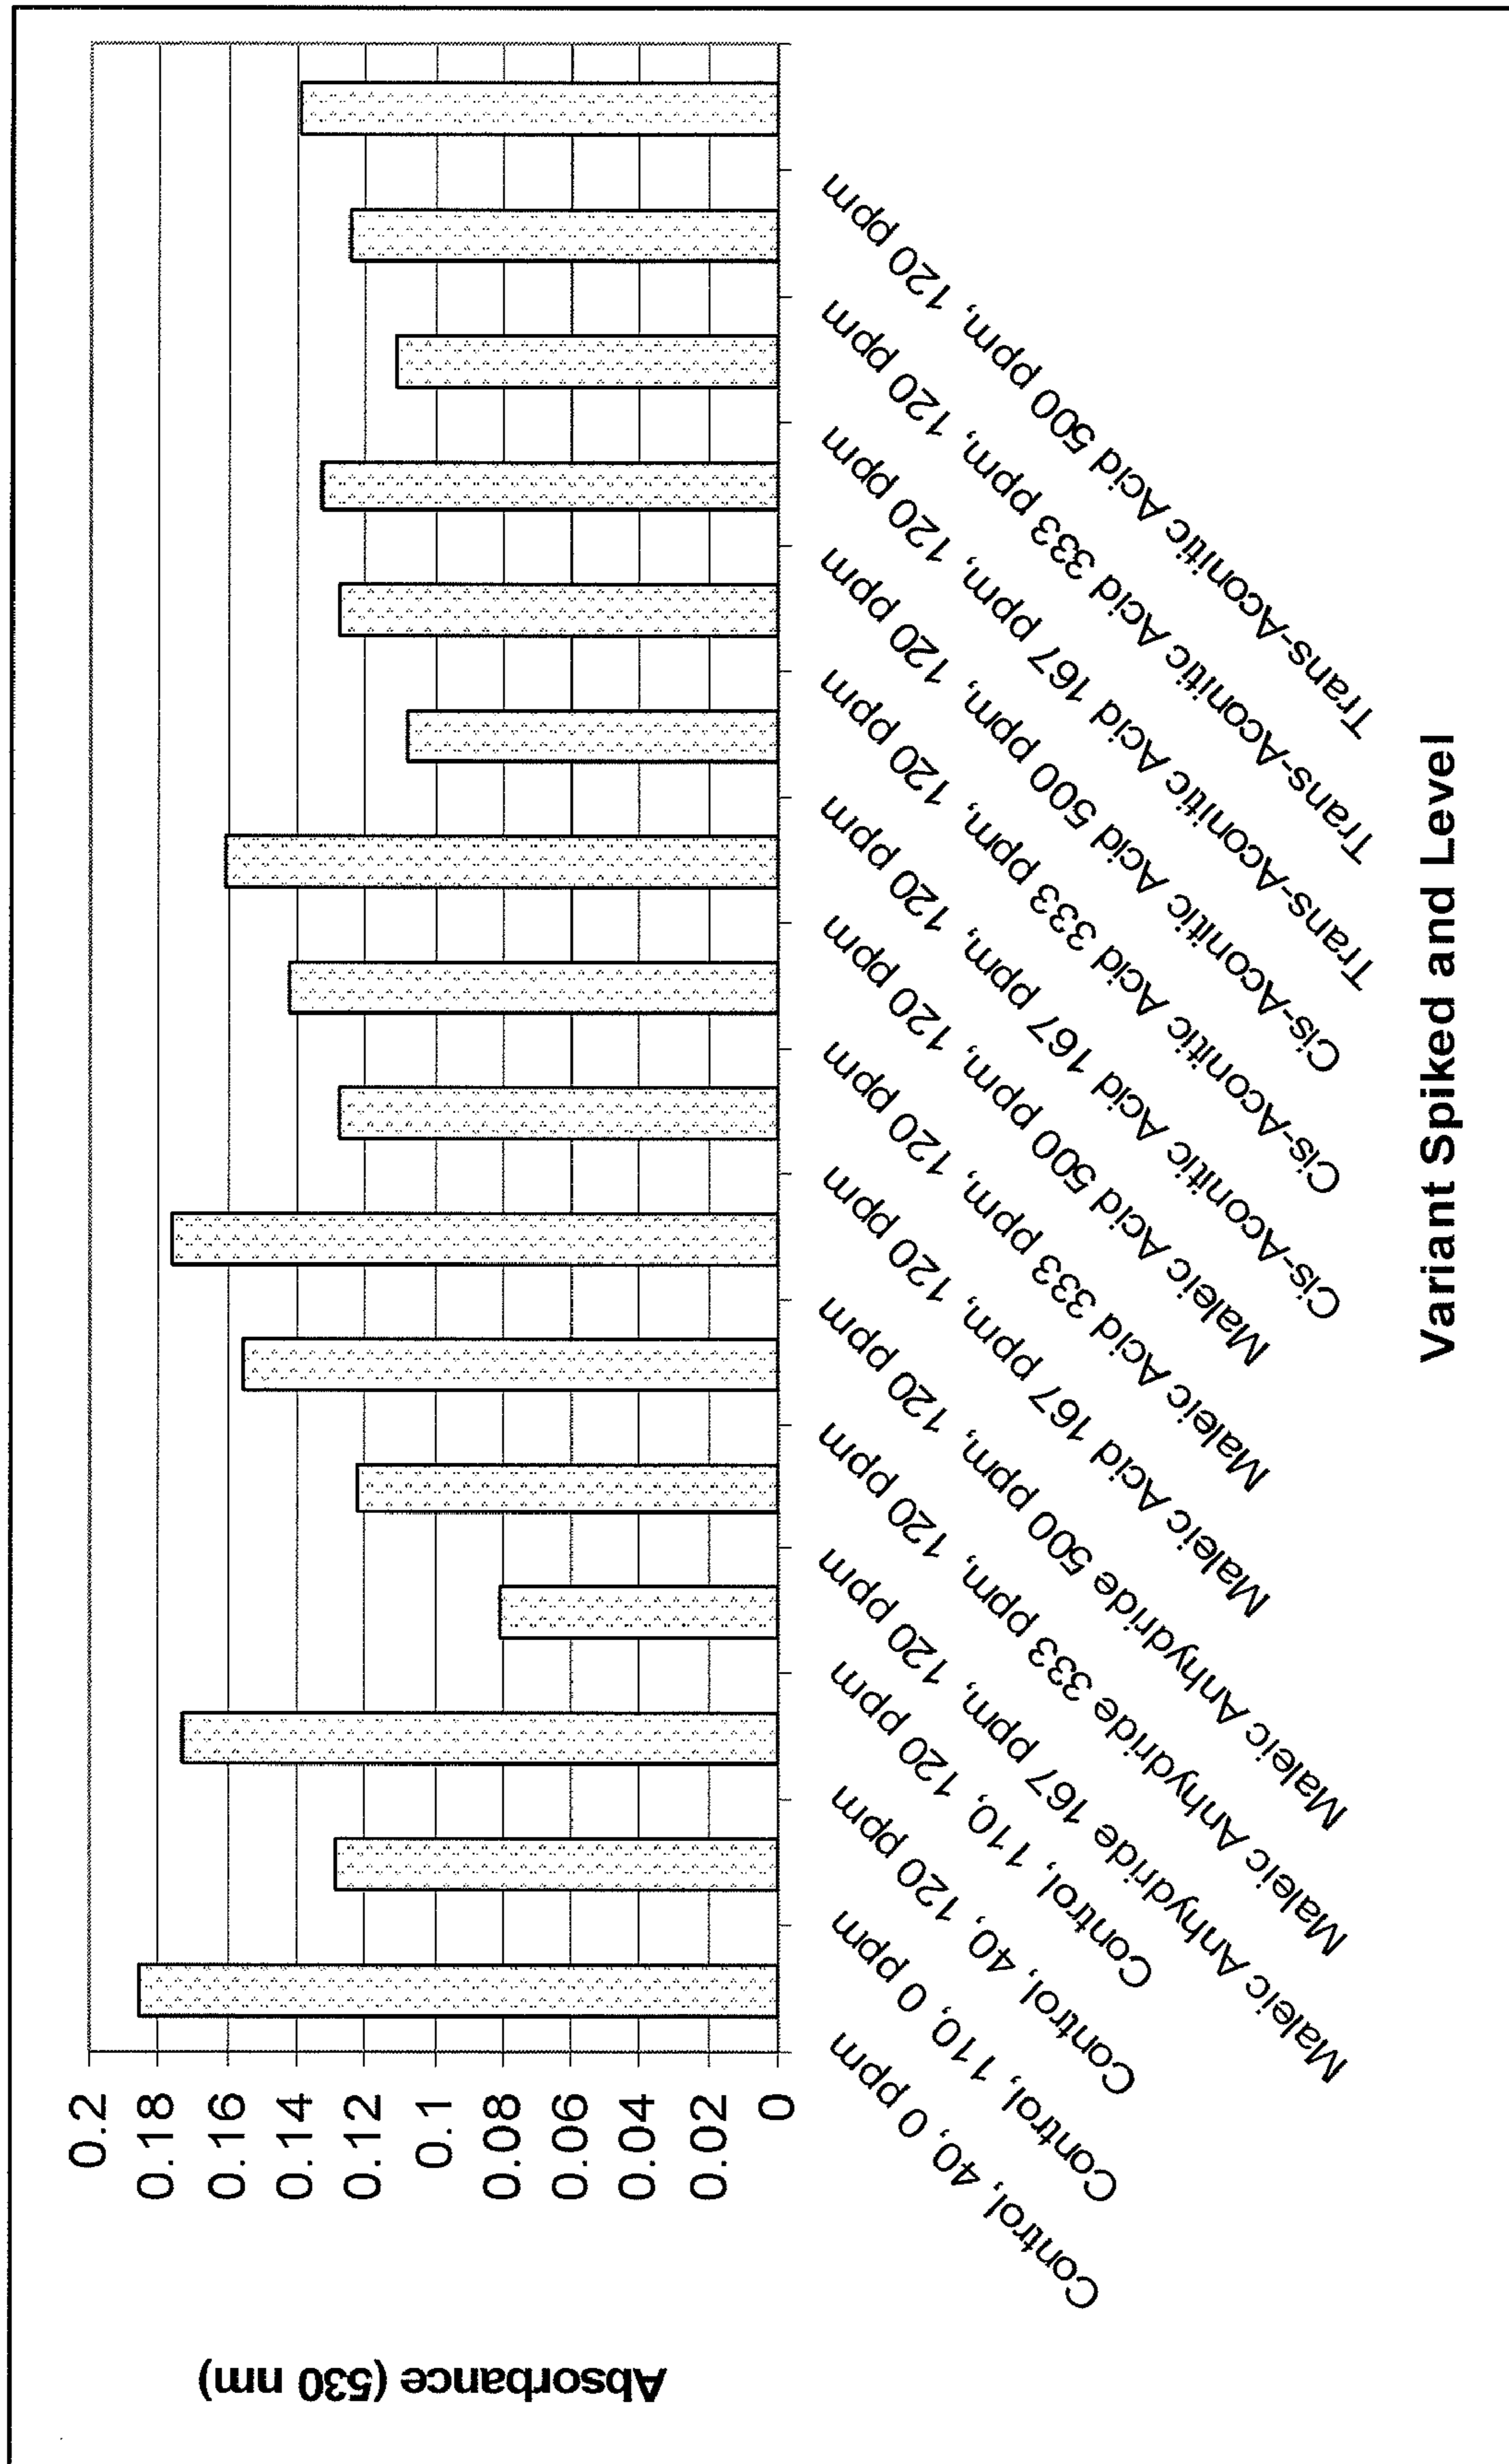 Absorbance (530 nm)
0.2
0.18
0.16
0.14
0.12
0.1
0.08
0.06
0.04
0.02
0
Control, 40, 0 ppm
Control, 110, 0 ppm
Control, 40, 120 ppm
Control, 110, 120 ppm
Maleic Anhydride 167 ppm, 120 ppm
Maleic Anhydride 333 ppm, 120 ppm
Maleic Anhydride 500 ppm, 120 ppm
Maleic Acid 167 ppm, 120 ppm
Maleic Acid 333 ppm, 120 ppm
Maleic Acid 500 ppm, 120 ppm
Cis-Aconitic Acid 167 ppm, 120 ppm
Cis-Aconitic Acid 333 ppm, 120 ppm
Cis-Aconitic Acid 500 ppm, 120 ppm
Trans-Aconitic Acid 167 ppm, 120 ppm
Trans-Aconitic Acid 333 ppm, 120 ppm
Trans-Aconitic Acid 500 ppm, 120 ppm
Variant Spiked and Level